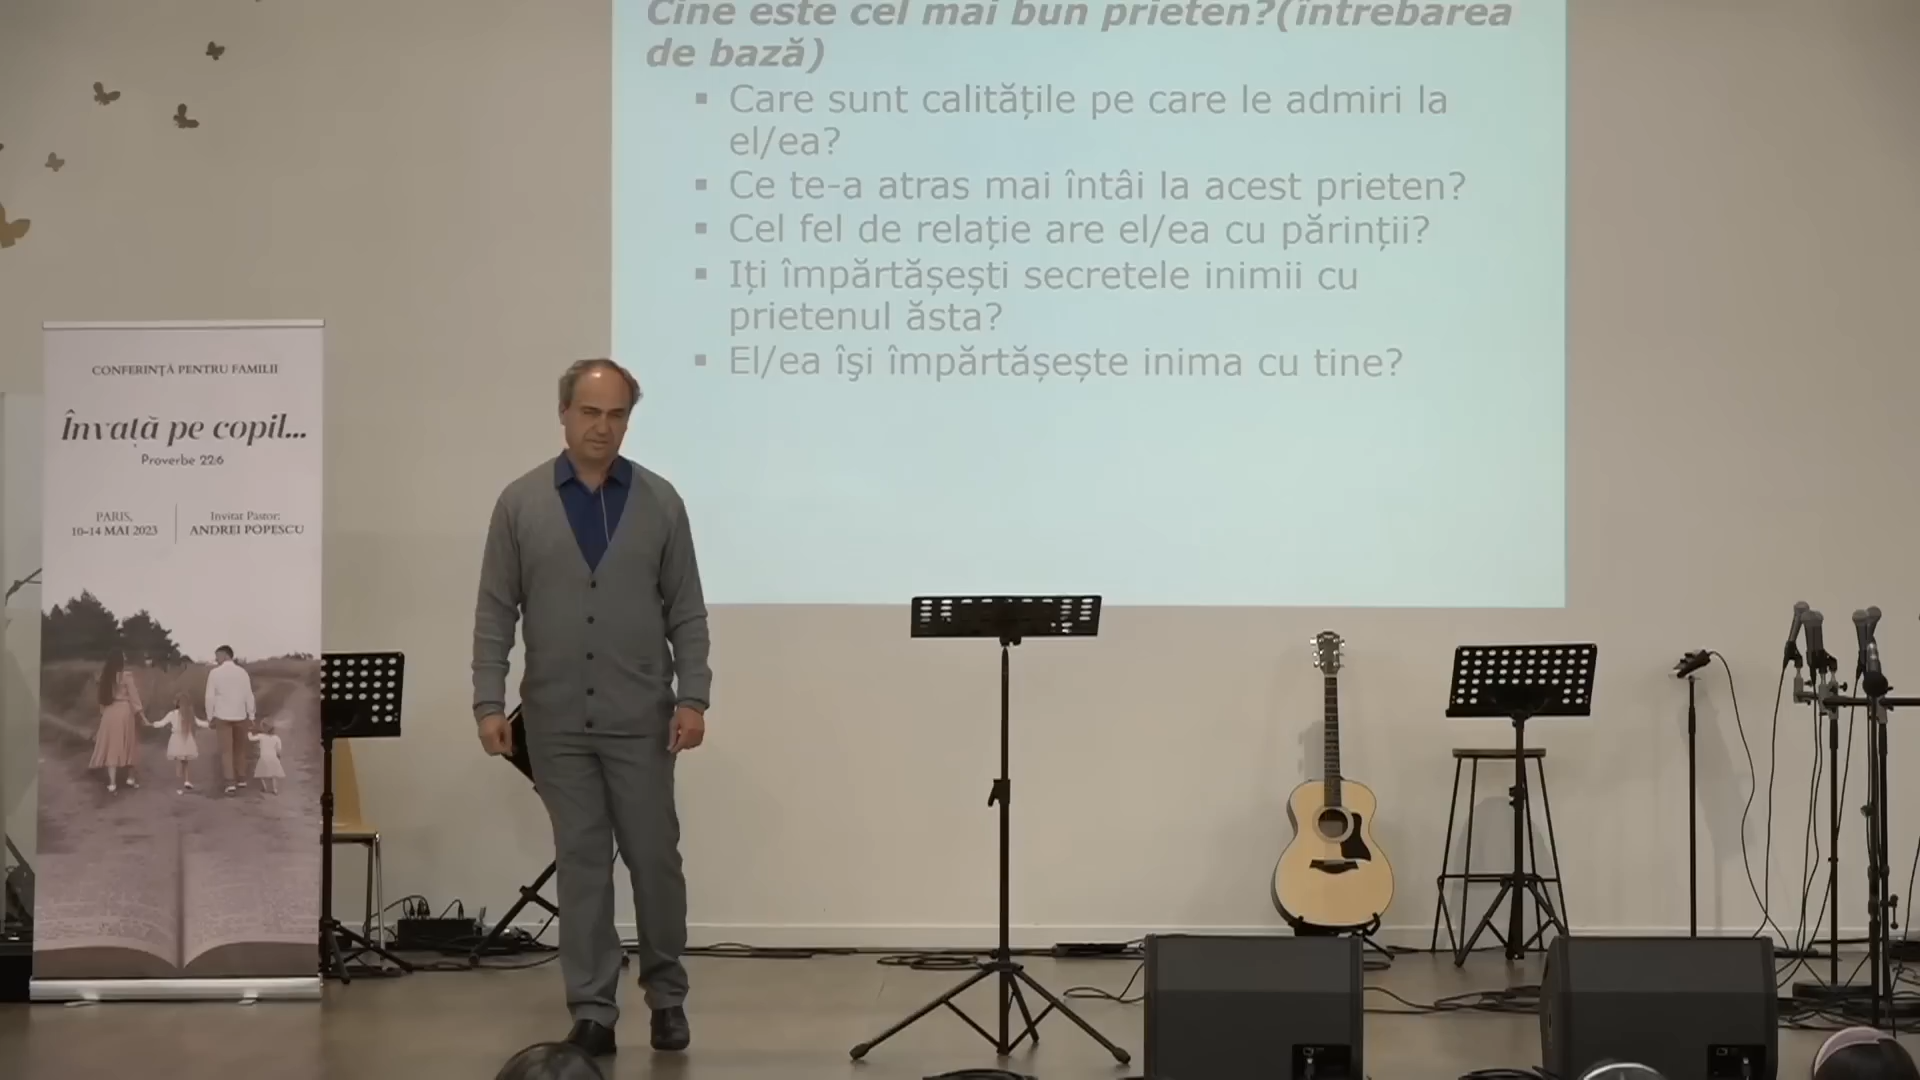 Cine este cel mai bun prieten?(întrebarea
de bază)
▪ Care sunt calitățile pe care le admiri la
el/ea?
▪ Ce te-a atras mai întâi la acest prieten?
▪ Cel fel de relație are el/ea cu părinții?
▪ Iți împărtășești secretele inimii cu
prietenul ăsta?
▪ El/ea îşi împărtășește inima cu tine?
CONFERINȚĂ PENTRU FAMILII
Învață pe copil...
Proverbe 22:6
PARIS,
10-14 MAI 2023
Invitat Pastor:
ANDREI POPESCU